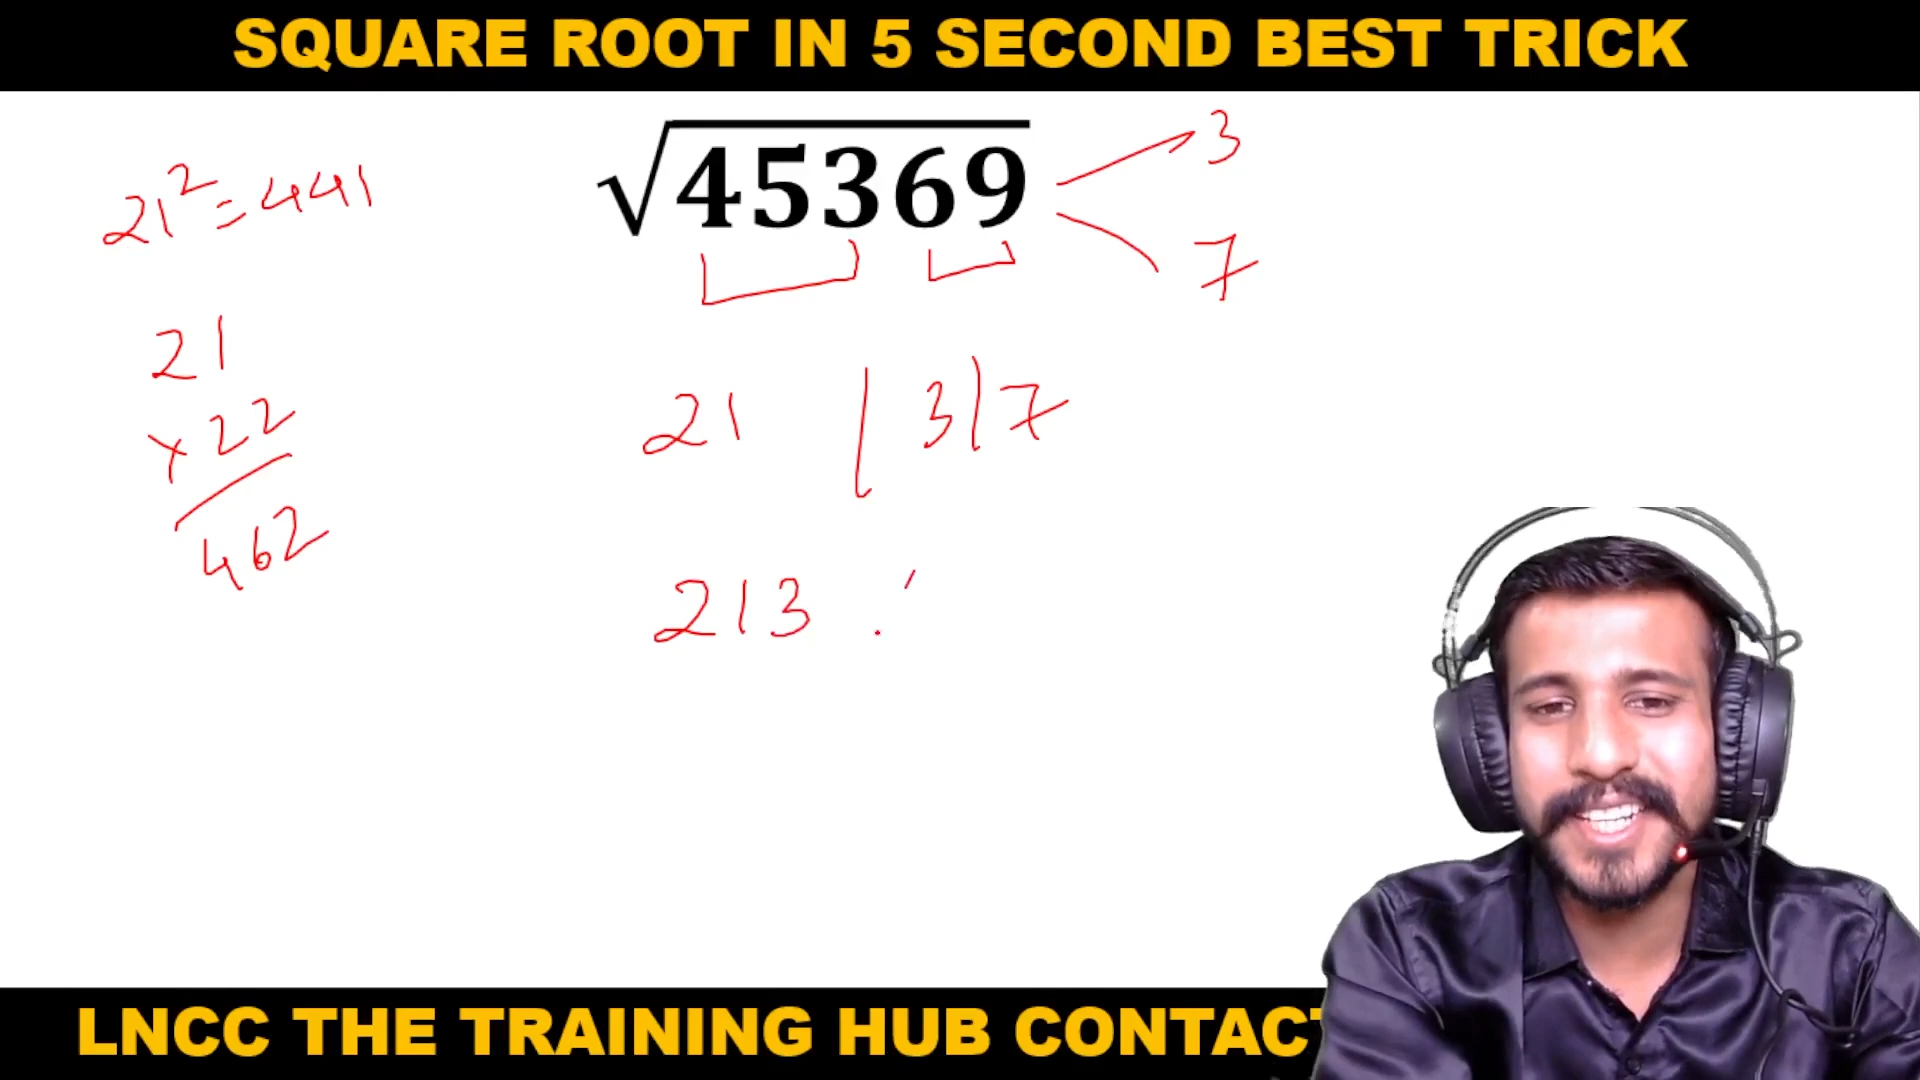 SQUARE ROOT IN 5 SECOND BEST TRICK
√45369
3
7
21² = 441
21
x 22
462
21 | 3 | 7
213
LNCC THE TRAINING HUB CONTACT